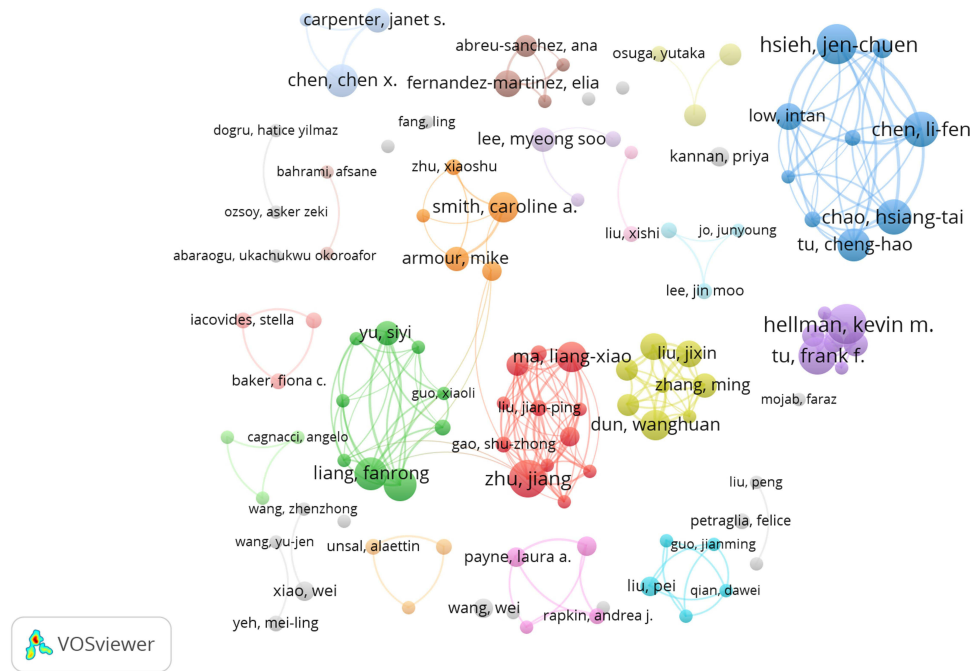 carpenter, janet s.
chen, chen x.
abreu-sanchez, ana
fernandez-martinez, elia
osuga, yutaka
hsieh, jen-chuen
low, intan
chen, li-fen
dogru, hatice yilmaz
fang, ling
lee, myeong soo
kannan, priya
bahrami, afsane
zhu, xiaoshu
ozsoy, asker zeki
smith, caroline a.
chao, hsiang-tai
liu, xishi
jo, junyoung
tu, cheng-hao
abaraogu, ukachukwu okoroafor
armour, mike
lee, jin moo
iacovides, stella
yu, siyi
hellman, kevin m.
ma, liang-xiao
liu, jixin
tu, frank f.
baker, fiona c.
guo, xiaoli
zhang, ming
mojab, faraz
liu, jian-ping
dun, wanghuan
cagnacci, angelo
gao, shu-zhong
liang, fanrong
zhu, jiang
liu, peng
wang, zhenzhong
petraglia, felice
wang, yu-jen
unsal, alaettin
payne, laura a.
guo, jianming
xiao, wei
liu, pei
qian, dawei
wang, wei
rapkin, andrea j.
yeh, mei-ling
VOSviewer